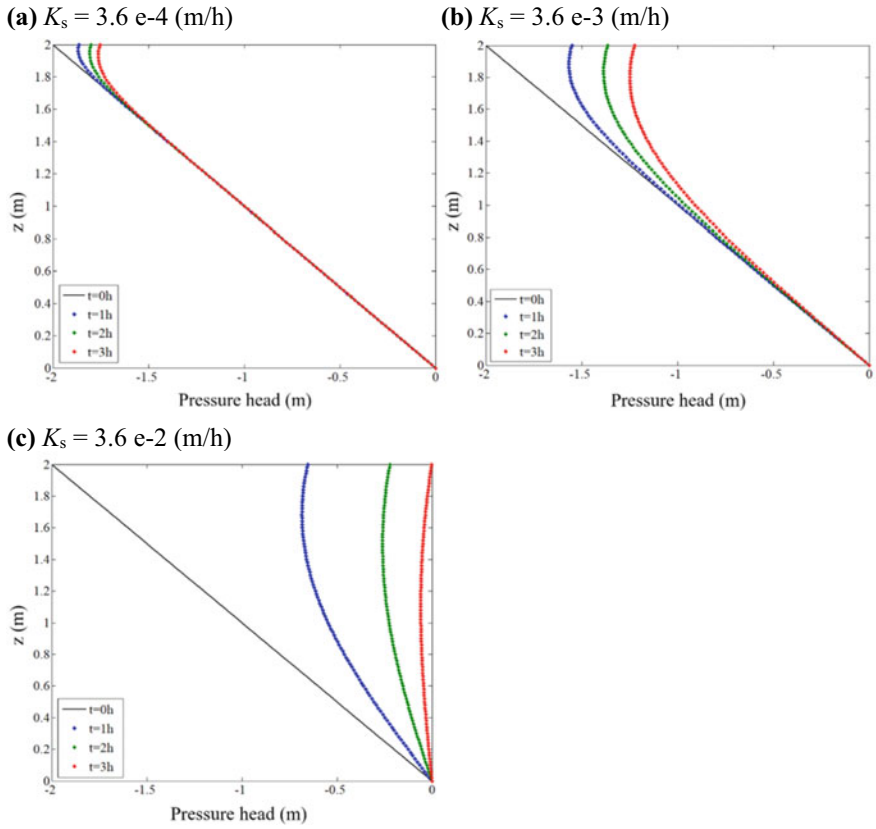 (a) Ks = 3.6 e-4 (m/h)
2
1.8
1.6
1.4
1.2
1
0.8
0.6
0.4
0.2
0
z (m)
t=0h
t=1h
t=2h
t=3h
-2 -1.5 -1 -0.5 0
Pressure head (m)
(b) Ks = 3.6 e-3 (m/h)
2
1.8
1.6
1.4
1.2
1
0.8
0.6
0.4
0.2
0
z (m)
t=0h
t=1h
t=2h
t=3h
-2 -1.5 -1 -0.5 0
Pressure head (m)
(c) Ks = 3.6 e-2 (m/h)
2
1.8
1.6
1.4
1.2
1
0.8
0.6
0.4
0.2
0
z (m)
t=0h
t=1h
t=2h
t=3h
-2 -1.5 -1 -0.5 0
Pressure head (m)